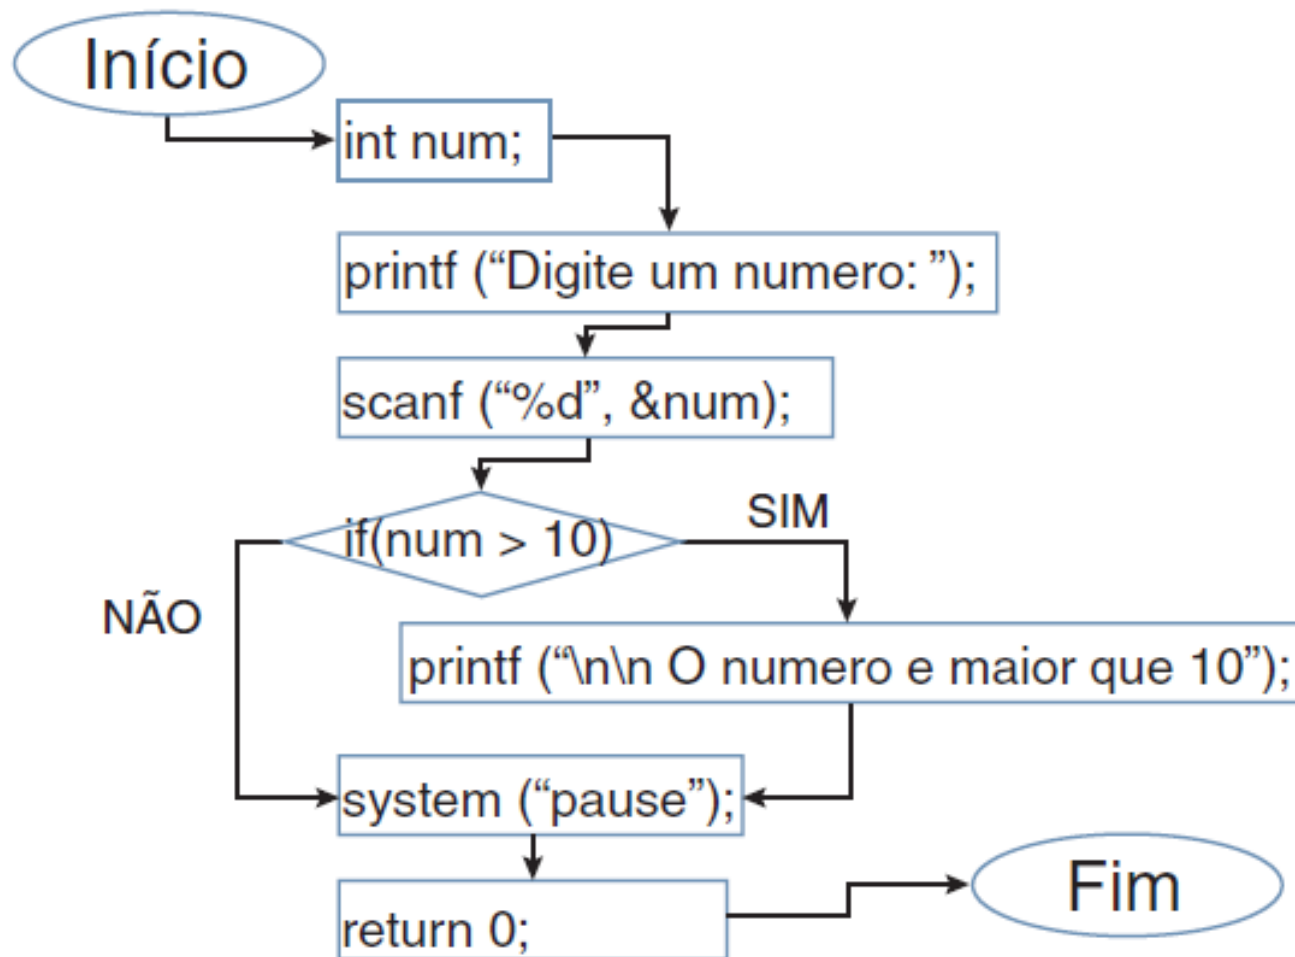 Início
int num;
printf (“Digite um numero: ”);
scanf (“%d”, &num);
if(num > 10)
SIM
NÃO
printf (“\n\n O numero e maior que 10”);
system (“pause”);
return 0;
Fim